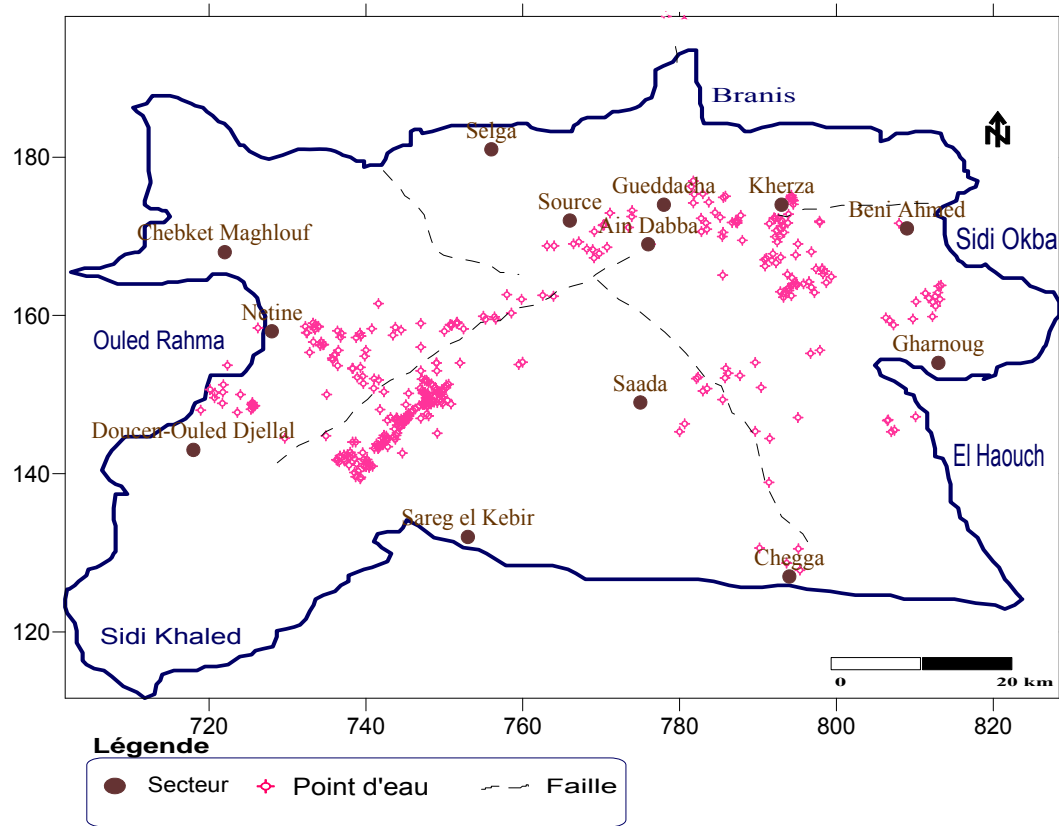 Branis
N
Selga
180
Gueddacha
Kherza
Source
Beni Ahmed
Ain Dabba
Chebket Maghlouf
Sidi Okba
160
Netine
Ouled Rahma
Gharnoug
Saada
Doucen-Ouled Djellal
El Haouch
140
Sareg el Kebir
Chegga
120
Sidi Khaled
0 20 km
720 740 760 780 800 820
Légende
Secteur Point d'eau Faille